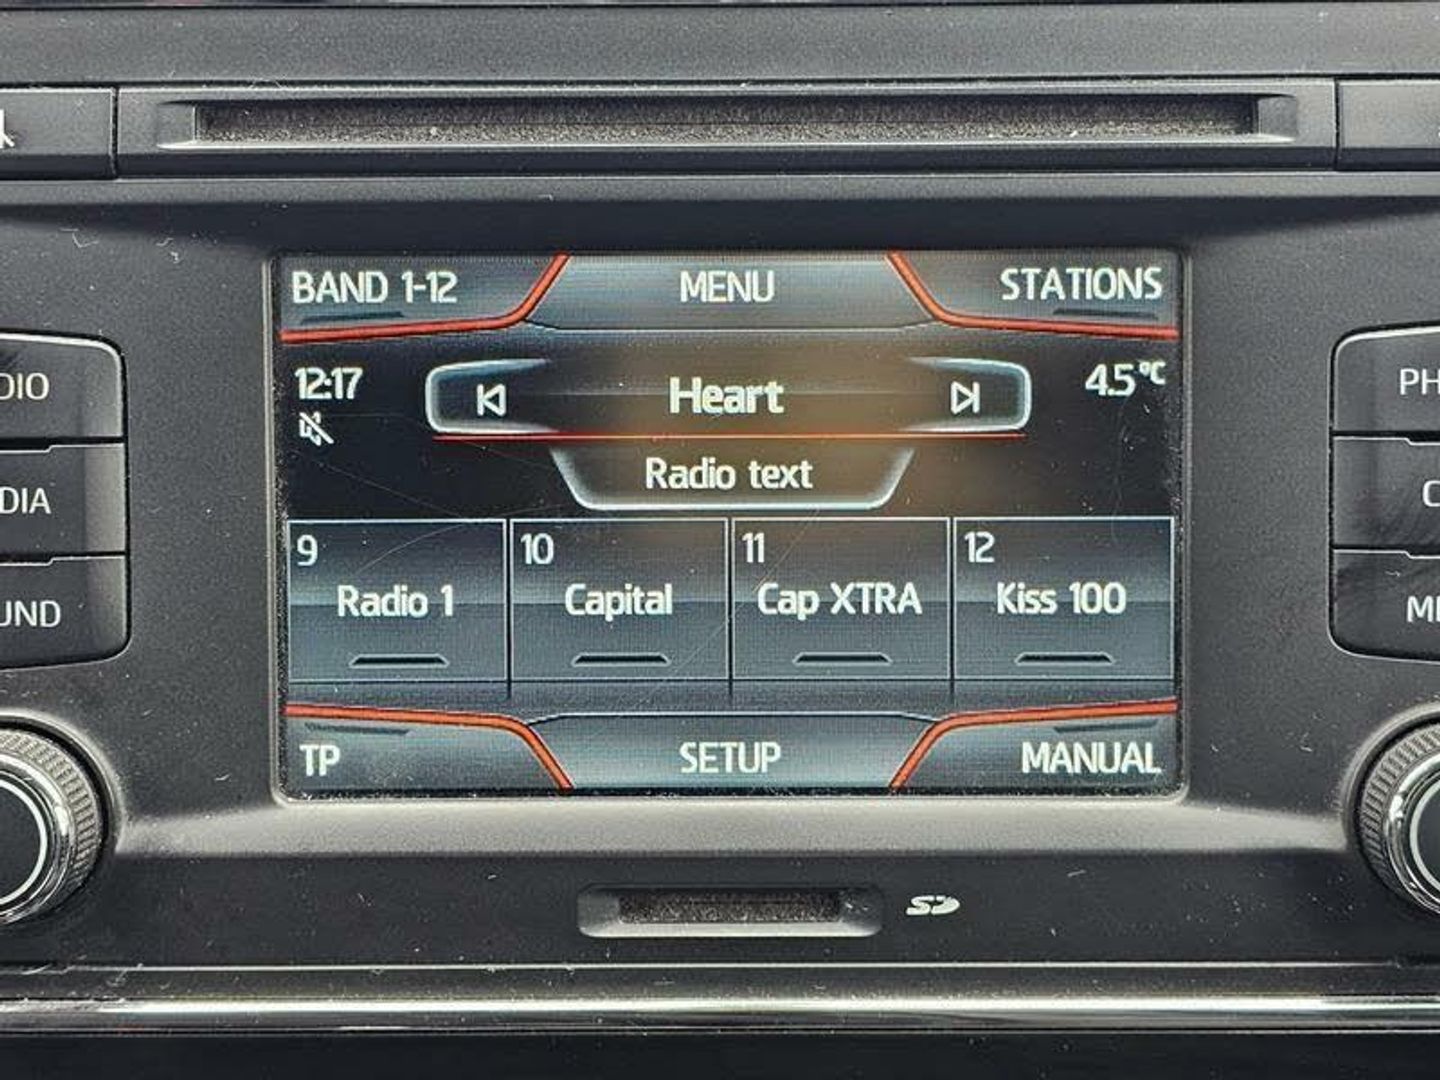 BAND 1-12 MENU STATIONS
12:17 Heart 4.5°C
Radio text
9 10 11 12
Radio 1 Capital Cap XTRA Kiss 100
TP SETUP MANUAL
DIO PH
DIA C
UND ME
SD